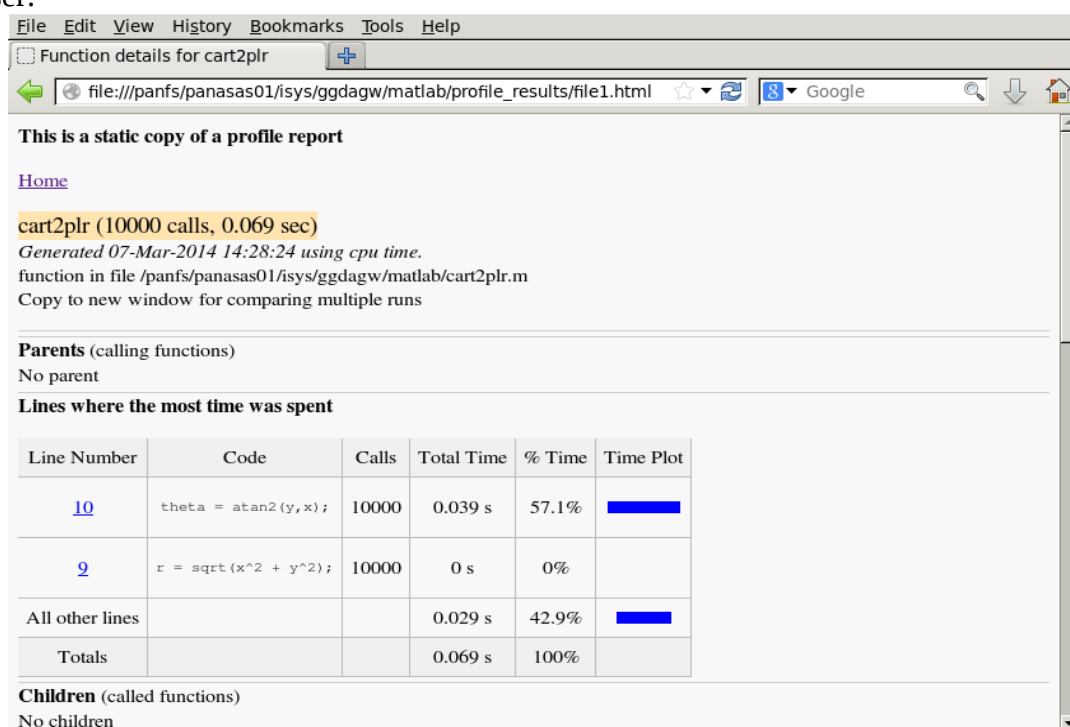 File Edit View History Bookmarks Tools Help
Function details for cart2plr
file:///panfs/panasas01/isys/ggdagw/matlab/profile_results/file1.html 8 Google
This is a static copy of a profile report
Home
cart2plr (10000 calls, 0.069 sec)
Generated 07-Mar-2014 14:28:24 using cpu time.
function in file /panfs/panasas01/isys/ggdagw/matlab/cart2plr.m
Copy to new window for comparing multiple runs
Parents (calling functions)
No parent
Lines where the most time was spent
Line Number Code Calls Total Time % Time Time Plot
10 theta = atan2(y,x); 10000 0.039 s 57.1%
9 r = sqrt(x^2 + y^2); 10000 0 s 0%
All other lines 0.029 s 42.9%
Totals 0.069 s 100%
Children (called functions)
No children